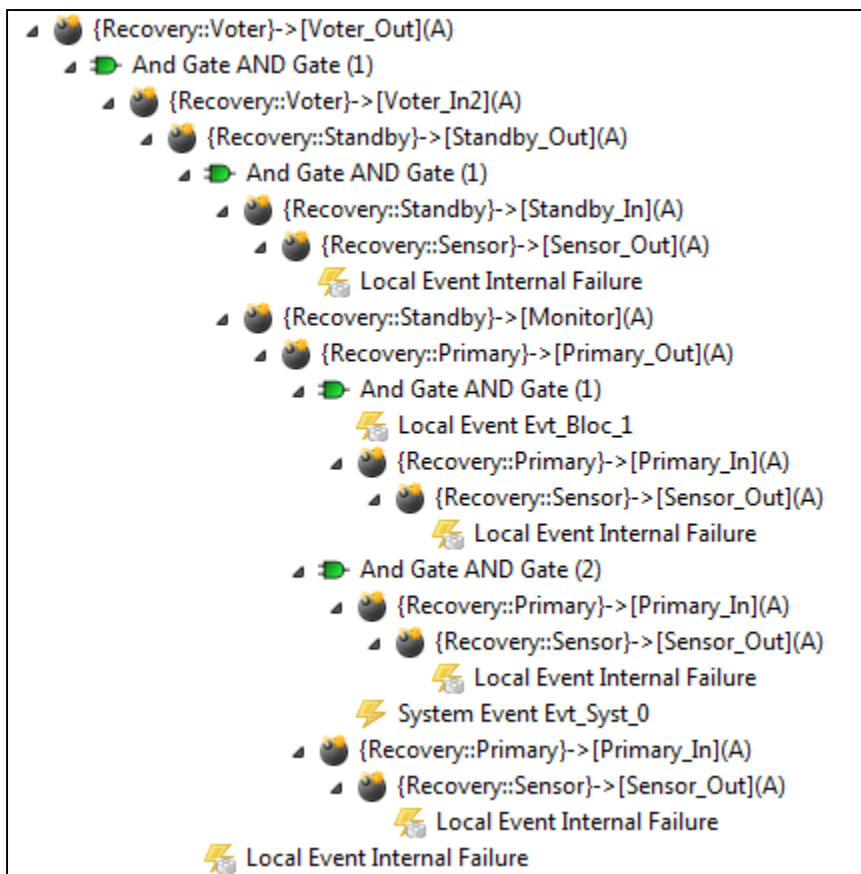 {Recovery::Voter}->[Voter_Out](A)
And Gate AND Gate (1)
{Recovery::Voter}->[Voter_In2](A)
{Recovery::Standby}->[Standby_Out](A)
And Gate AND Gate (1)
{Recovery::Standby}->[Standby_In](A)
{Recovery::Sensor}->[Sensor_Out](A)
Local Event Internal Failure
{Recovery::Standby}->[Monitor](A)
{Recovery::Primary}->[Primary_Out](A)
And Gate AND Gate (1)
Local Event Evt_Bloc_1
{Recovery::Primary}->[Primary_In](A)
{Recovery::Sensor}->[Sensor_Out](A)
Local Event Internal Failure
And Gate AND Gate (2)
{Recovery::Primary}->[Primary_In](A)
{Recovery::Sensor}->[Sensor_Out](A)
Local Event Internal Failure
System Event Evt_Syst_0
{Recovery::Primary}->[Primary_In](A)
{Recovery::Sensor}->[Sensor_Out](A)
Local Event Internal Failure
Local Event Internal Failure